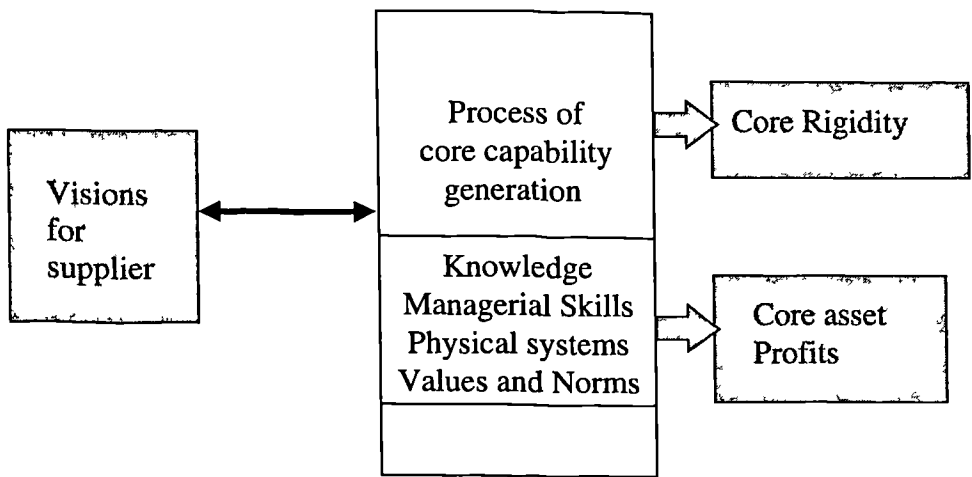 Visions
for
supplier
Process of
core capability
generation
Knowledge
Managerial Skills
Physical systems
Values and Norms
Core Rigidity
Core asset
Profits